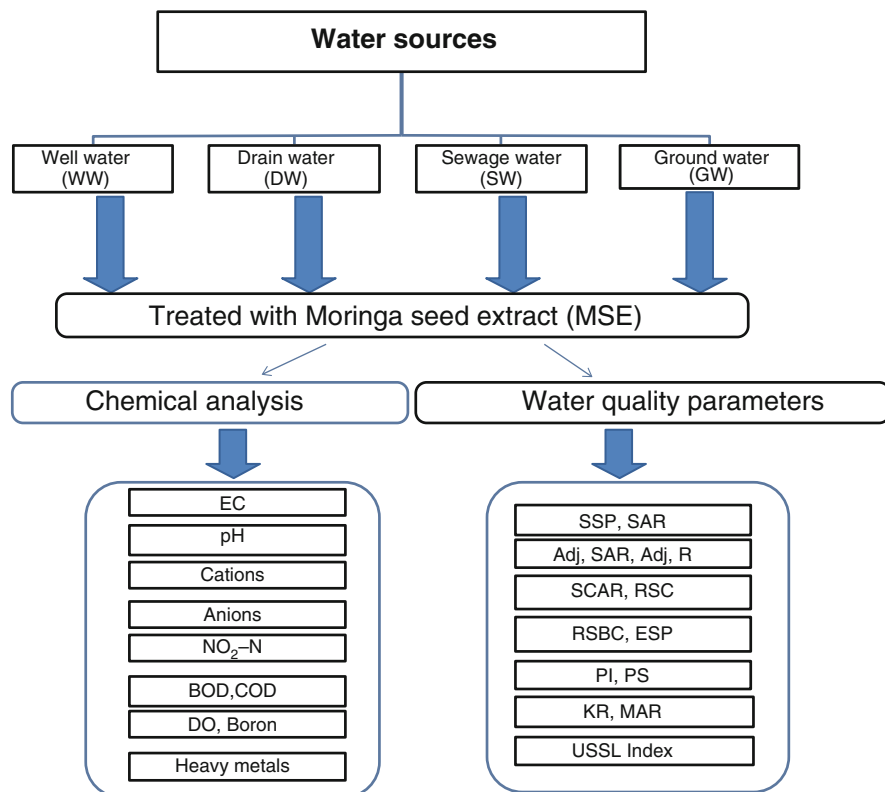 Water sources
Well water
(WW)
Drain water
(DW)
Sewage water
(SW)
Ground water
(GW)
Treated with Moringa seed extract (MSE)
Chemical analysis
Water quality parameters
EC
pH
Cations
Anions
NO₂–N
BOD,COD
DO, Boron
Heavy metals
SSP, SAR
Adj, SAR, Adj, R
SCAR, RSC
RSBC, ESP
PI, PS
KR, MAR
USSL Index